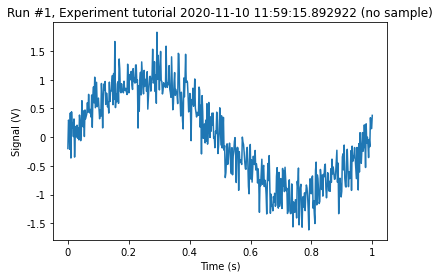 Run #1, Experiment tutorial 2020-11-10 11:59:15.892922 (no sample)
1.5
1
0.5
0
-0.5
-1
-1.5
Signal (V)
0 0.2 0.4 0.6 0.8 1
Time (s)